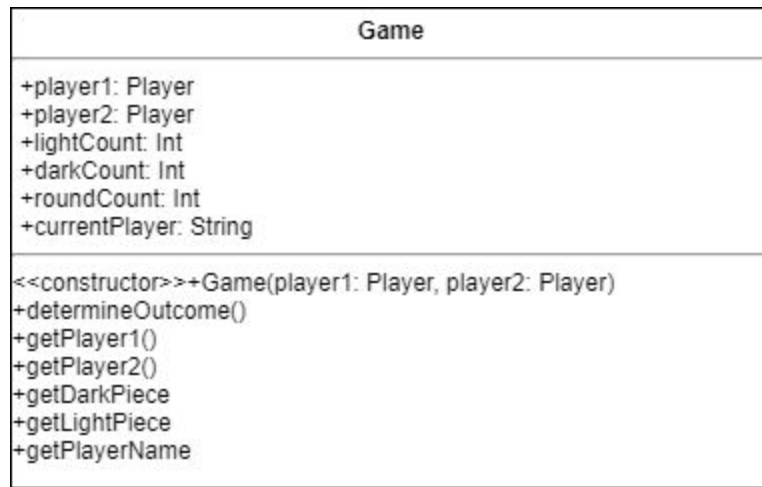 Game
+player1: Player
+player2: Player
+lightCount: Int
+darkCount: Int
+roundCount: Int
+currentPlayer: String
<<constructor>>+Game(player1: Player, player2: Player)
+determineOutcome()
+getPlayer1()
+getPlayer2()
+getDarkPiece
+getLightPiece
+getPlayerName